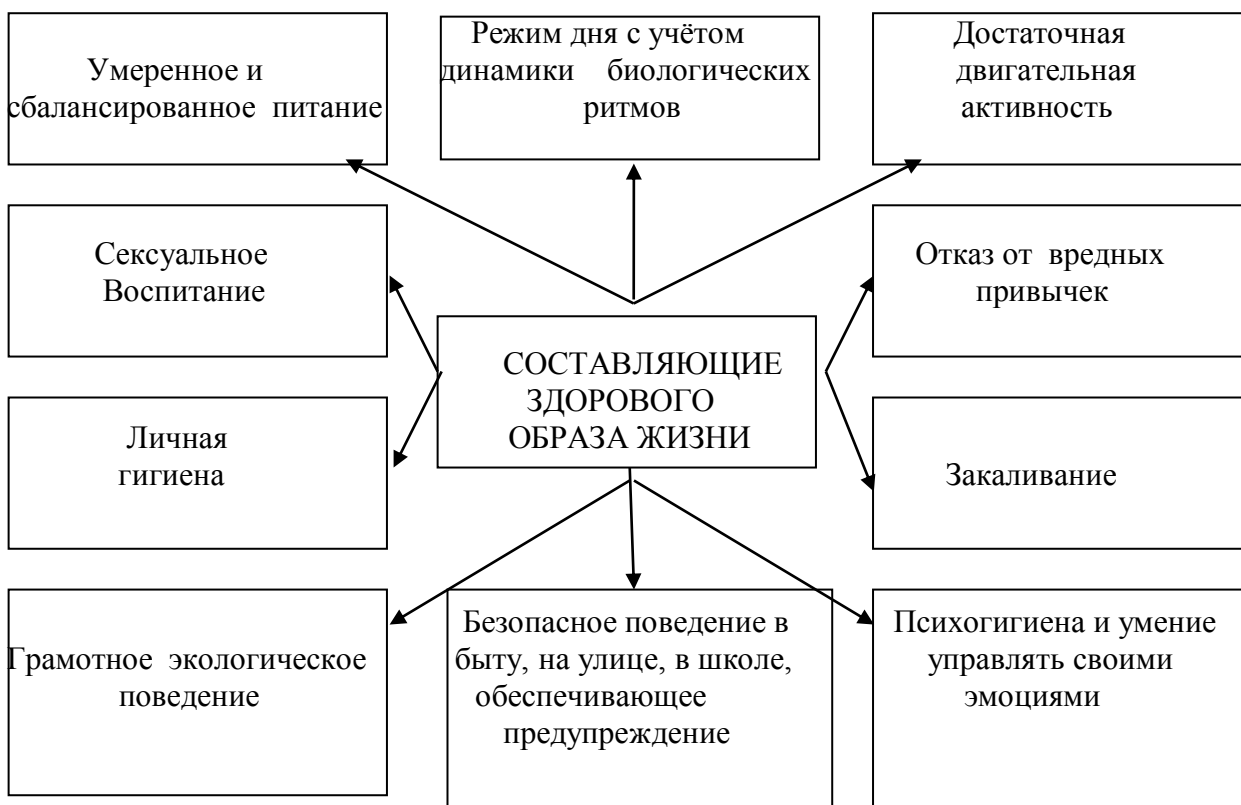 Умеренное и
сбалансированное питание
Режим дня с учётом
динамики биологических
ритмов
Достаточная
двигательная
активность
Сексуальное
Воспитание
Отказ от вредных
привычек
СОСТАВЛЯЮЩИЕ
ЗДОРОВОГО
ОБРАЗА ЖИЗНИ
Личная
гигиена
Закаливание
Грамотное экологическое
поведение
Безопасное поведение в
быту, на улице, в школе,
обеспечивающее
предупреждение
Психогигиена и умение
управлять своими
эмоциями